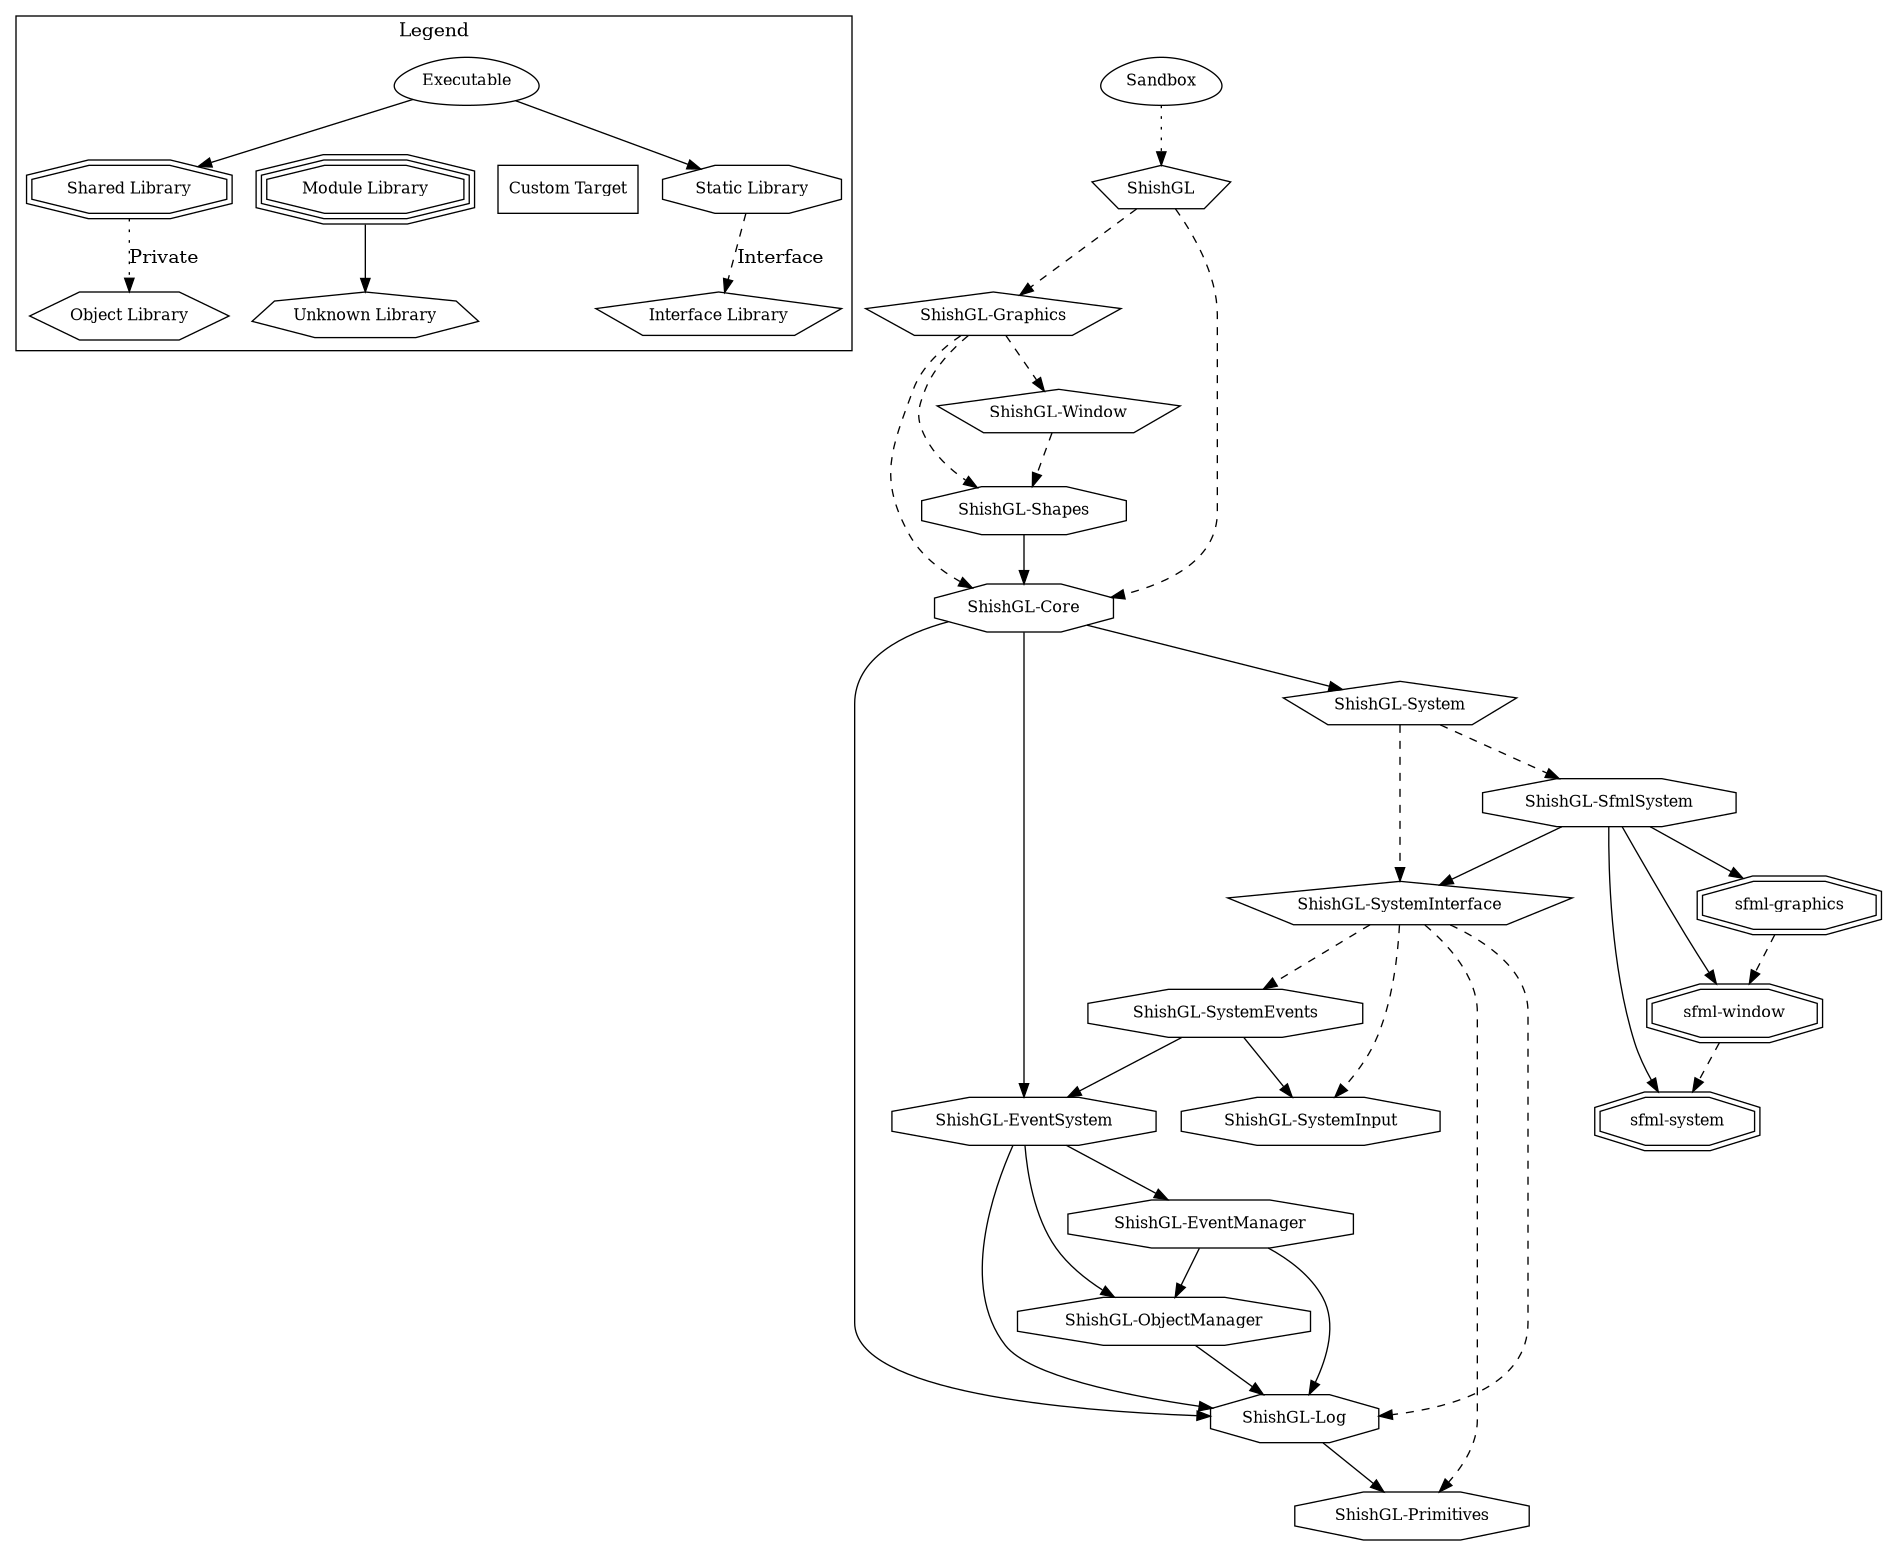 Legend
Executable
Shared Library
Module Library
Custom Target
Static Library
Private
Interface
Object Library
Unknown Library
Interface Library
Sandbox
ShishGL
ShishGL-Graphics
ShishGL-Window
ShishGL-Shapes
ShishGL-Core
ShishGL-System
ShishGL-SfmlSystem
ShishGL-SystemInterface
sfml-graphics
ShishGL-SystemEvents
sfml-window
ShishGL-EventSystem
ShishGL-SystemInput
sfml-system
ShishGL-EventManager
ShishGL-ObjectManager
ShishGL-Log
ShishGL-Primitives